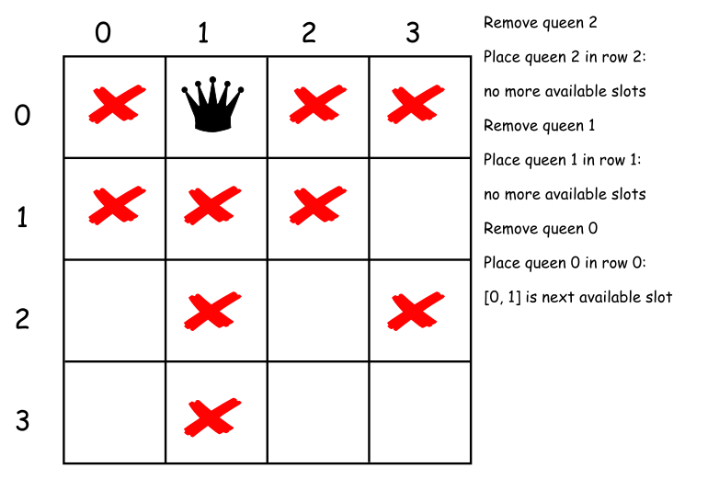 0 1 2 3
0
1
2
3
Remove queen 2
Place queen 2 in row 2:
no more available slots
Remove queen 1
Place queen 1 in row 1:
no more available slots
Remove queen 0
Place queen 0 in row 0:
[0, 1] is next available slot